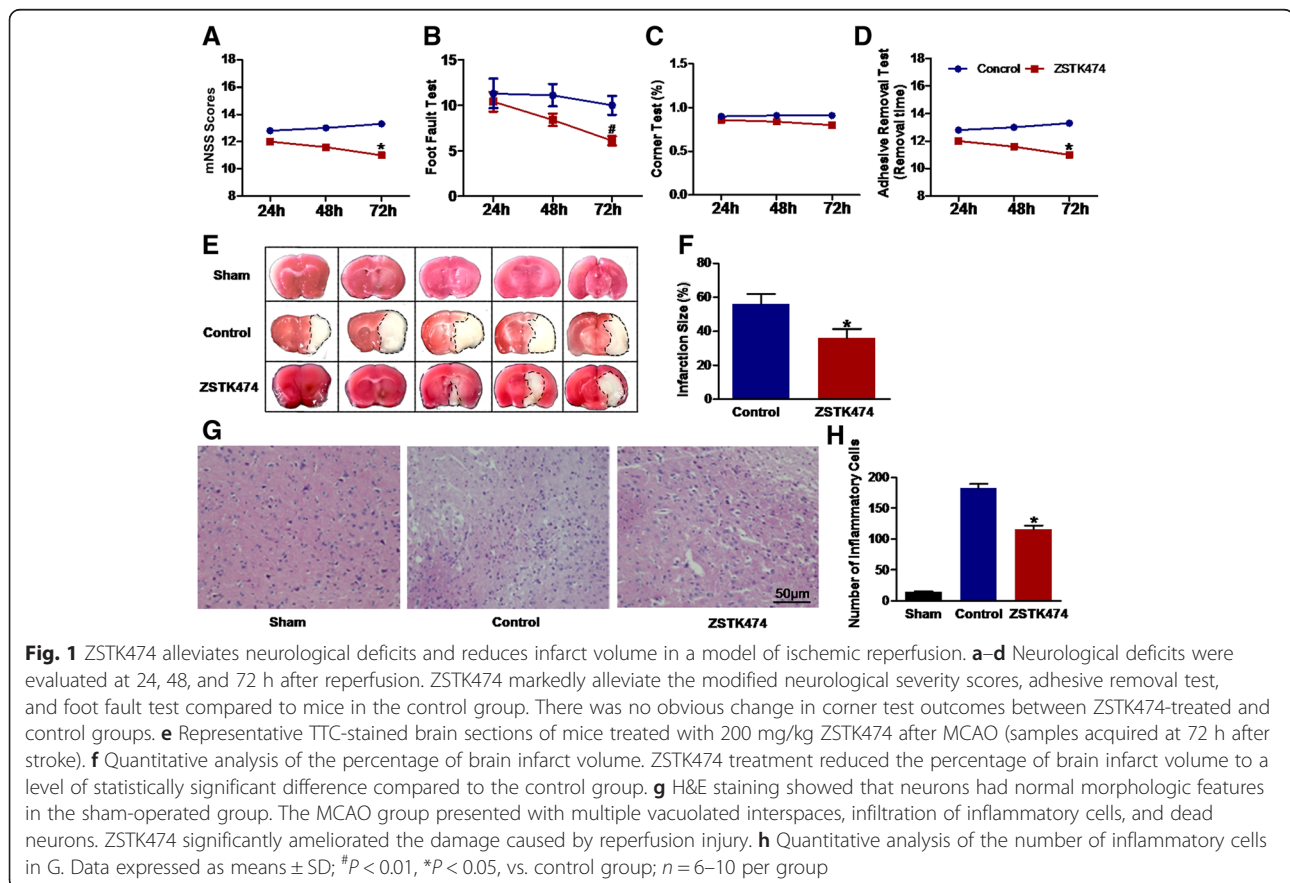 A
B
C
D
mNSS Scores
18
16
14
12
10
8
24h 48h 72h
*
Foot Fault Test
15
10
5
0
24h 48h 72h
#
Corner Test (%)
1.5
1.0
0.5
0.0
24h 48h 72h
Adhesive Removal Test
(Removal time)
18
16
14
12
10
8
24h 48h 72h
*
Concrol ZSTK474
E
Sham
Control
ZSTK474
F
Infarction Size (%)
80
60
40
20
0
*
Control ZSTK474
G
50µm
Sham Control ZSTK474
H
Number of Inflammatory Cells
200
150
100
50
0
*
Sham Control ZSTK474
Fig. 1 ZSTK474 alleviates neurological deficits and reduces infarct volume in a model of ischemic reperfusion. a–d Neurological deficits were
evaluated at 24, 48, and 72 h after reperfusion. ZSTK474 markedly alleviate the modified neurological severity scores, adhesive removal test,
and foot fault test compared to mice in the control group. There was no obvious change in corner test outcomes between ZSTK474-treated and
control groups. e Representative TTC-stained brain sections of mice treated with 200 mg/kg ZSTK474 after MCAO (samples acquired at 72 h after
stroke). f Quantitative analysis of the percentage of brain infarct volume. ZSTK474 treatment reduced the percentage of brain infarct volume to a
level of statistically significant difference compared to the control group. g H&E staining showed that neurons had normal morphologic features
in the sham-operated group. The MCAO group presented with multiple vacuolated interspaces, infiltration of inflammatory cells, and dead
neurons. ZSTK474 significantly ameliorated the damage caused by reperfusion injury. h Quantitative analysis of the number of inflammatory cells
in G. Data expressed as means ± SD; #P < 0.01, *P < 0.05, vs. control group; n = 6–10 per group